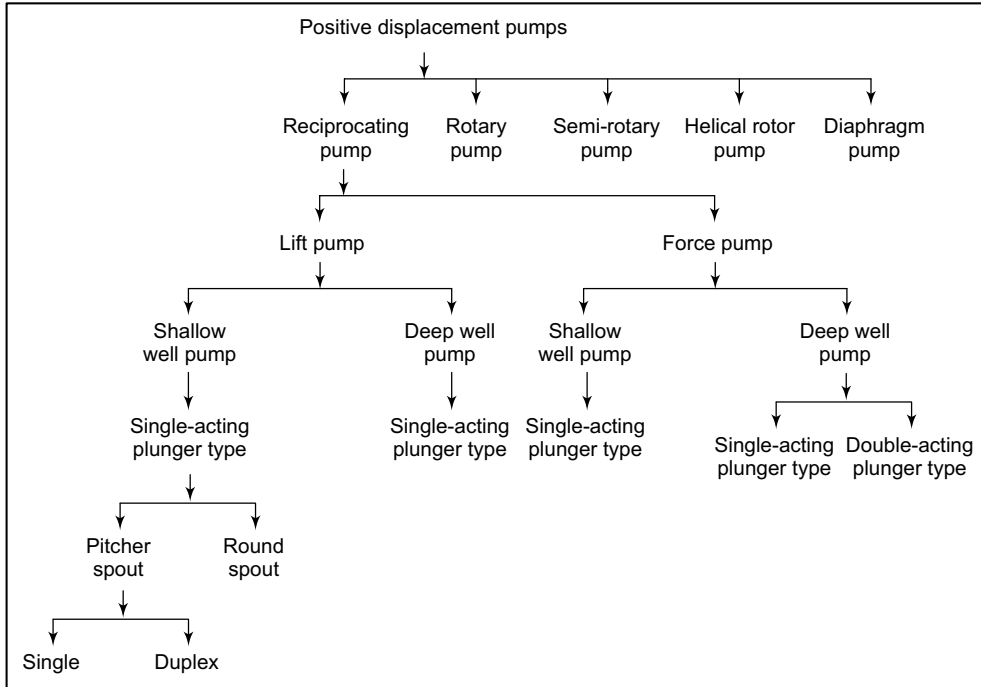 Positive displacement pumps
Reciprocating
pump
Rotary
pump
Semi-rotary
pump
Helical rotor
pump
Diaphragm
pump
Lift pump
Force pump
Shallow
well pump
Deep well
pump
Shallow
well pump
Deep well
pump
Single-acting
plunger type
Single-acting
plunger type
Single-acting
plunger type
Single-acting
plunger type
Double-acting
plunger type
Pitcher
spout
Round
spout
Single
Duplex